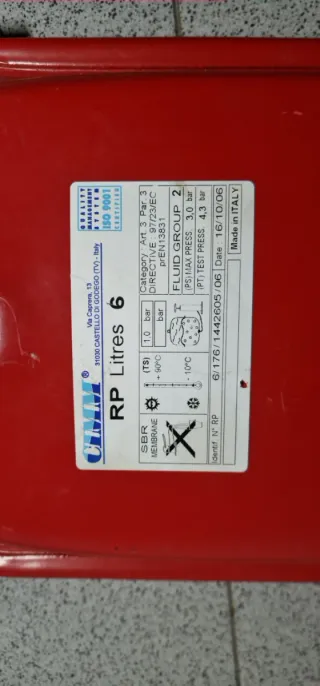 CIMM®
Via Caprera, 13
31030 CASTELLO DI GODEGO (TV) - Italy
QUALITY
MANAGEMENT
SYSTEM
ISO 9001
CERTIFIED
RP Litres 6
SBR
MEMBRANE
(TS)
+ 90°C
- 10°C
1,0 bar
bar
Category: Art. 3 Par. 3
DIRECTIVE 97/23/EC
prEN13831
FLUID GROUP 2
(PS) MAX PRESS. 3,0 bar
(PT) TEST PRESS. 4,3 bar
Identif. N° RP 6/176/1442605/06 Date 16/10/06
Made in ITALY